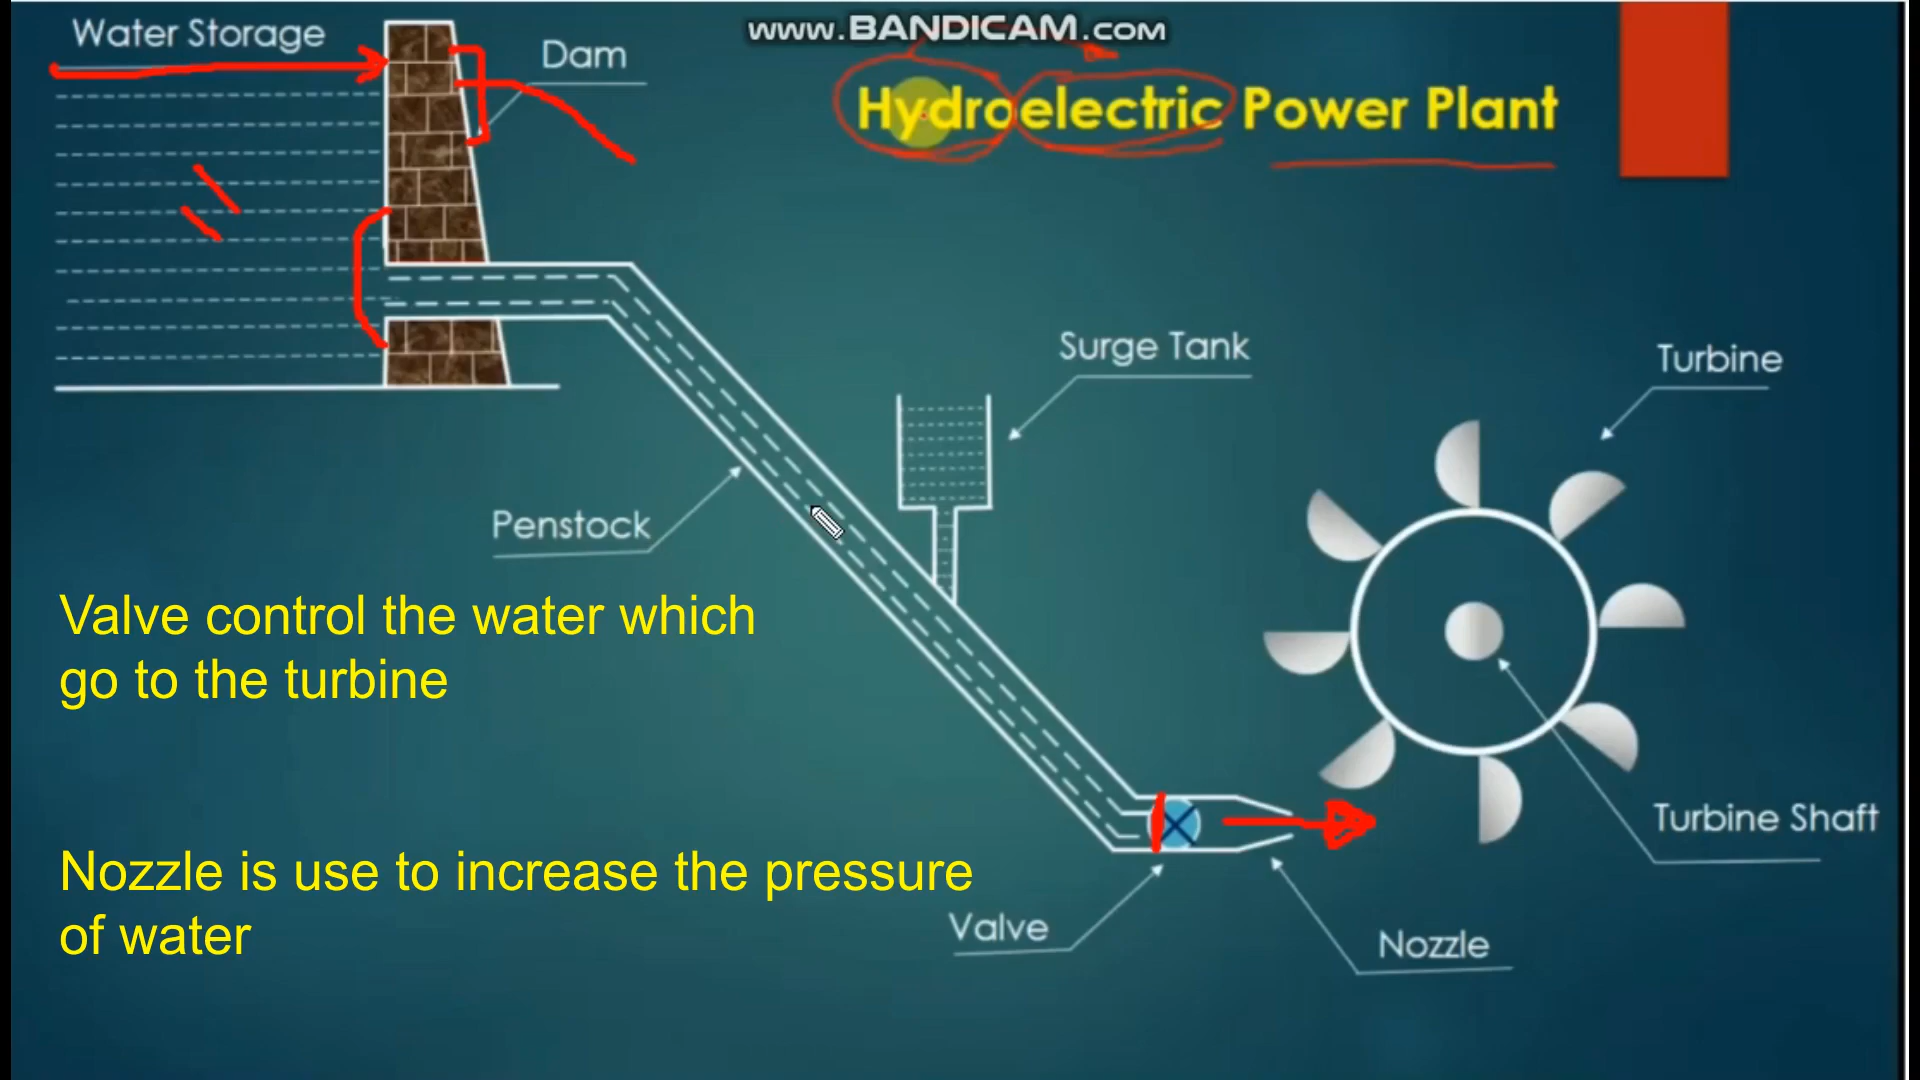 www.BANDICAM.com
Water Storage
Dam
Hydroelectric Power Plant
Surge Tank
Turbine
Penstock
Valve control the water which
go to the turbine
Turbine Shaft
Nozzle is use to increase the pressure
of water
Valve
Nozzle